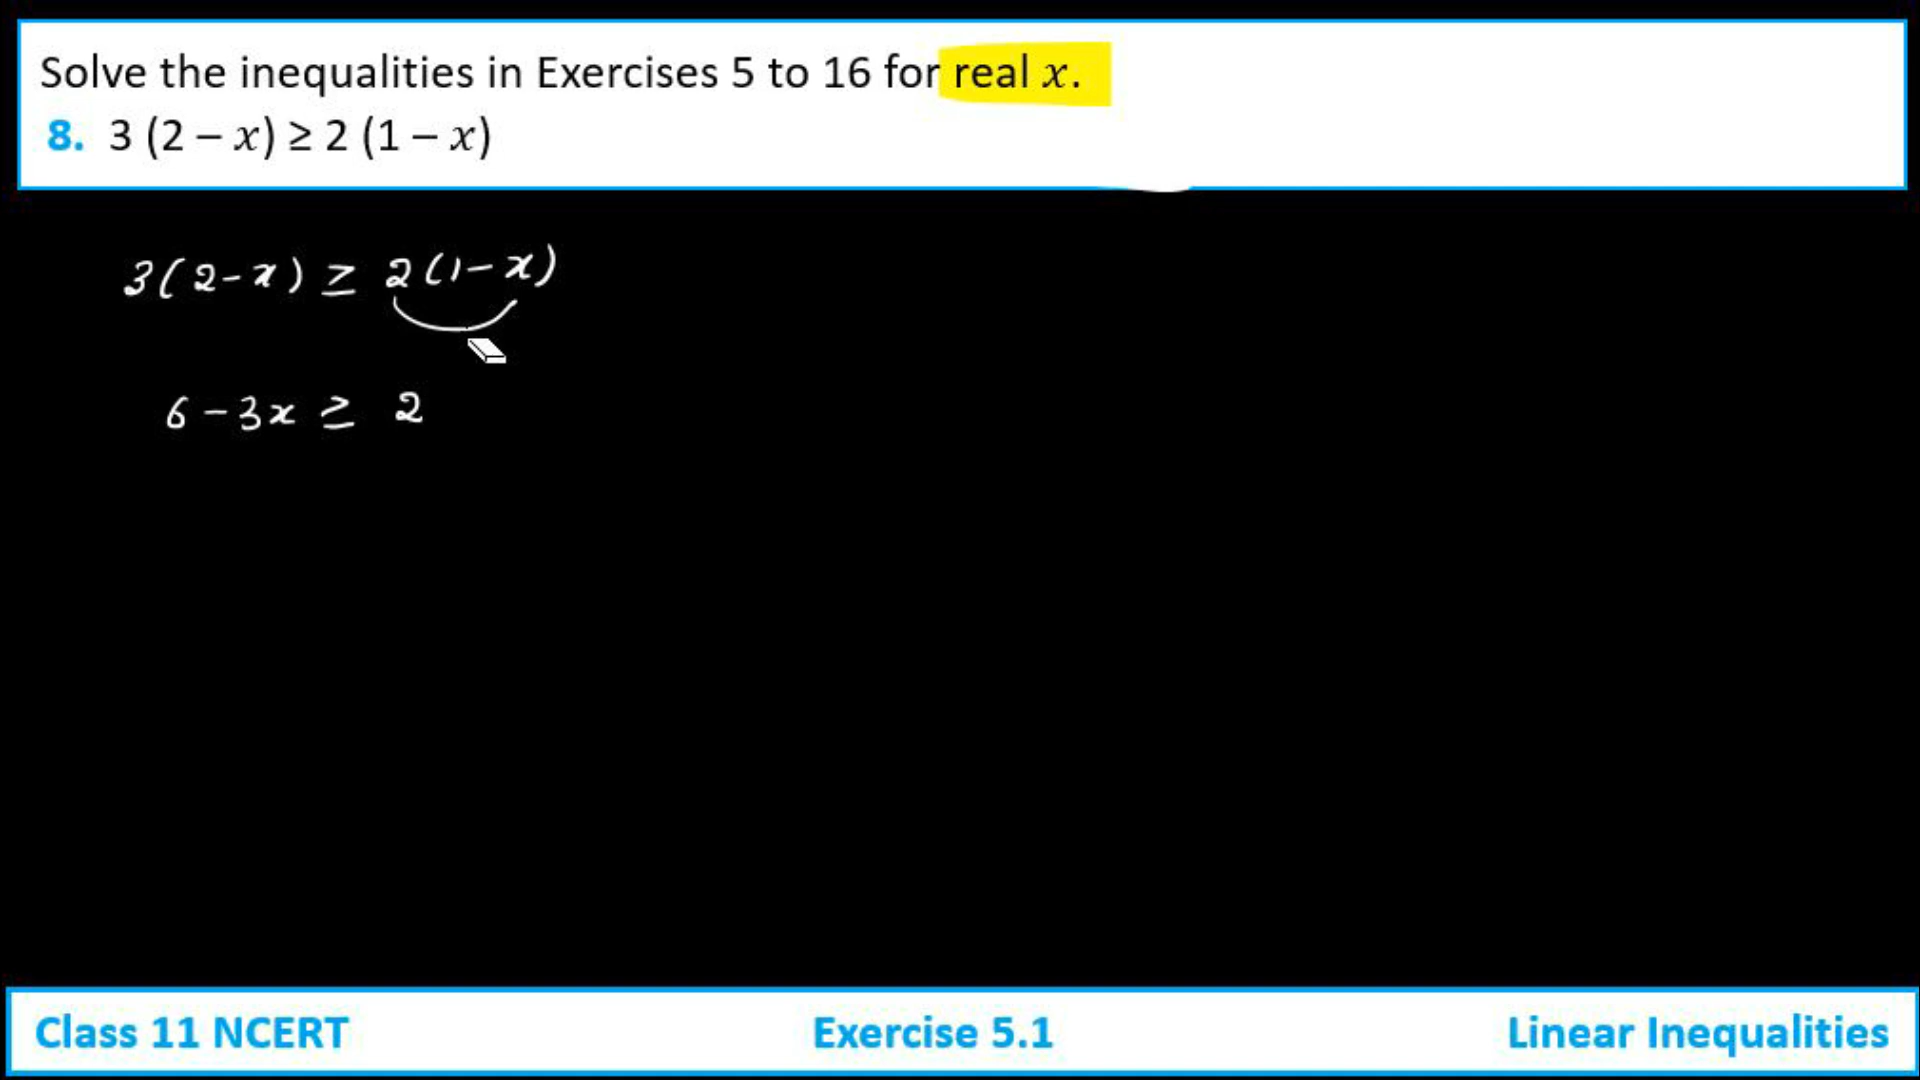 Solve the inequalities in Exercises 5 to 16 for real x.
8. 3 (2 – x) ≥ 2 (1 – x)
3(2-x) ≥ 2(1-x)
6-3x ≥ 2
Class 11 NCERT
Exercise 5.1
Linear Inequalities